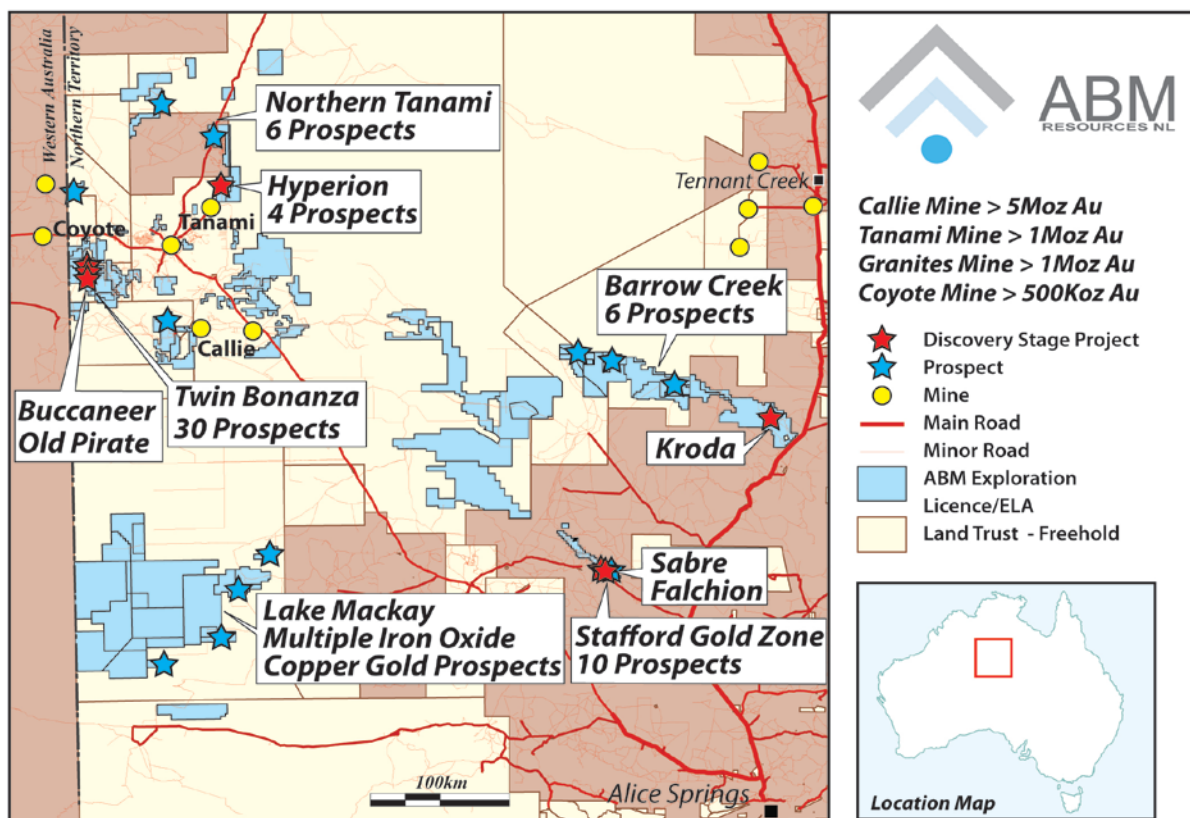 Western Australia
Northern Territory
Northern Tanami
6 Prospects
Hyperion
4 Prospects
Tanami
Coyote
Callie
Buccaneer
Old Pirate
Twin Bonanza
30 Prospects
Tennant Creek
Barrow Creek
6 Prospects
Kroda
Lake Mackay
Multiple Iron Oxide
Copper Gold Prospects
Sabre
Falchion
Stafford Gold Zone
10 Prospects
100km
Alice Springs
ABM
RESOURCES NL
Callie Mine > 5Moz Au
Tanami Mine > 1Moz Au
Granites Mine > 1Moz Au
Coyote Mine > 500Koz Au
Discovery Stage Project
Prospect
Mine
Main Road
Minor Road
ABM Exploration
Licence/ELA
Land Trust - Freehold
Location Map